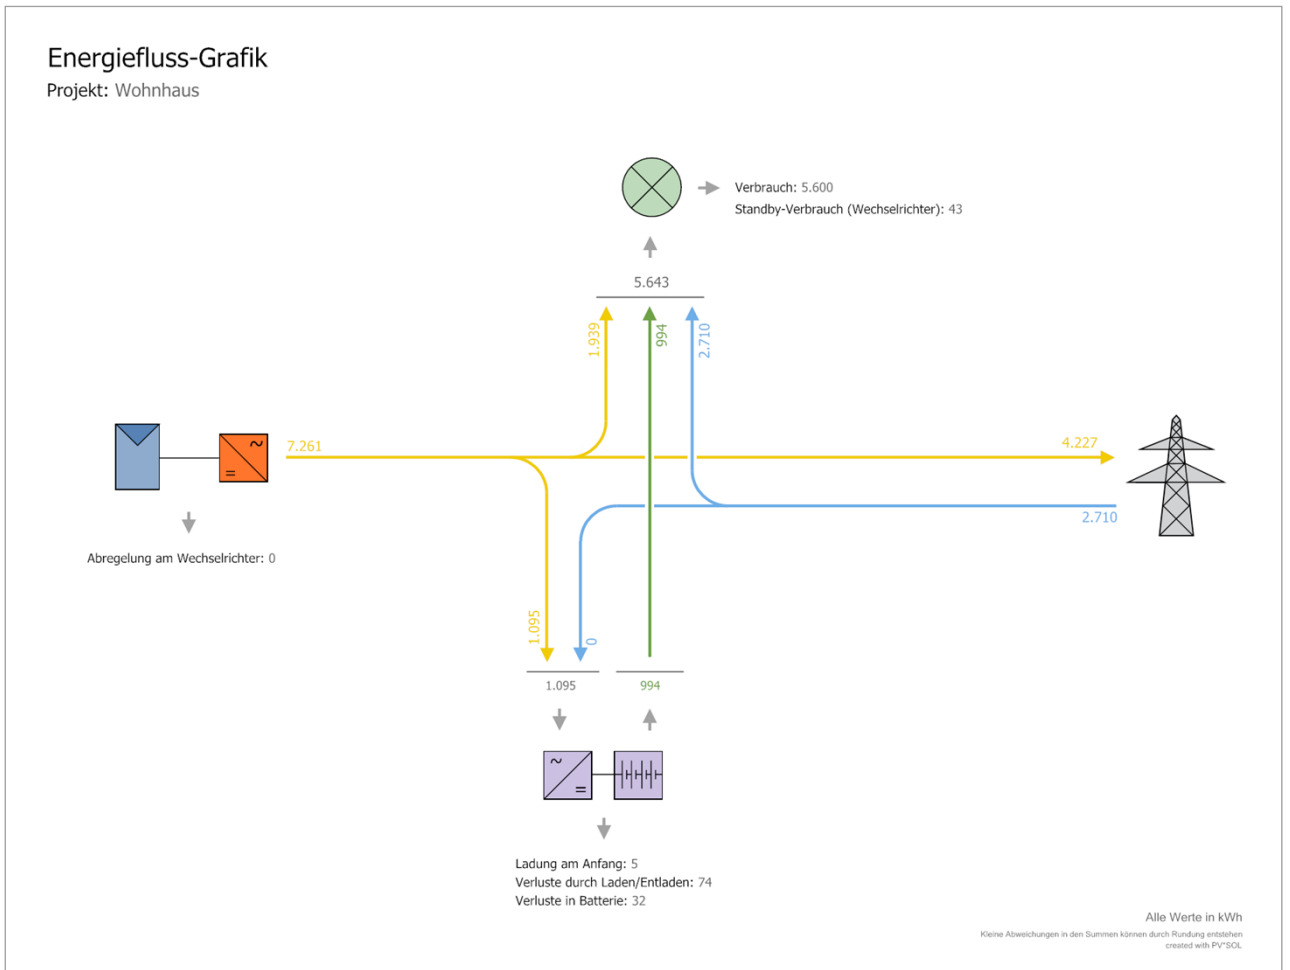 Energiefluss-Grafik
Projekt: Wohnhaus
Verbrauch: 5.600
Standby-Verbrauch (Wechselrichter): 43
5.643
1.939
994
2.710
7.261
4.227
2.710
Abregelung am Wechselrichter: 0
1.095
0
1.095
994
~
=
~
=
Ladung am Anfang: 5
Verluste durch Laden/Entladen: 74
Verluste in Batterie: 32
Alle Werte in kWh
Kleine Abweichungen in den Summen können durch Rundung entstehen
created with PV*SOL